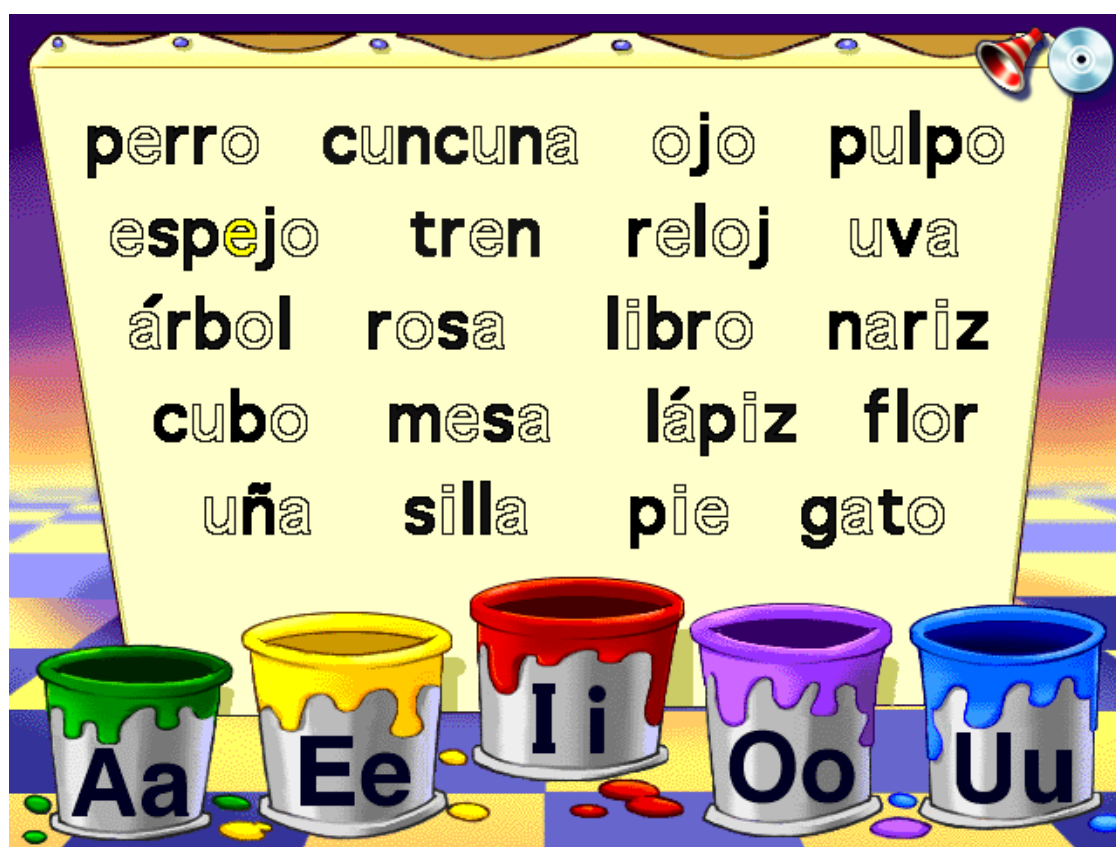 perro cuncuna ojo pulpo
espejo tren reloj uva
árbol rosa libro nariz
cubo mesa lápiz flor
uña silla pie gato
Aa Ee Ii Oo Uu